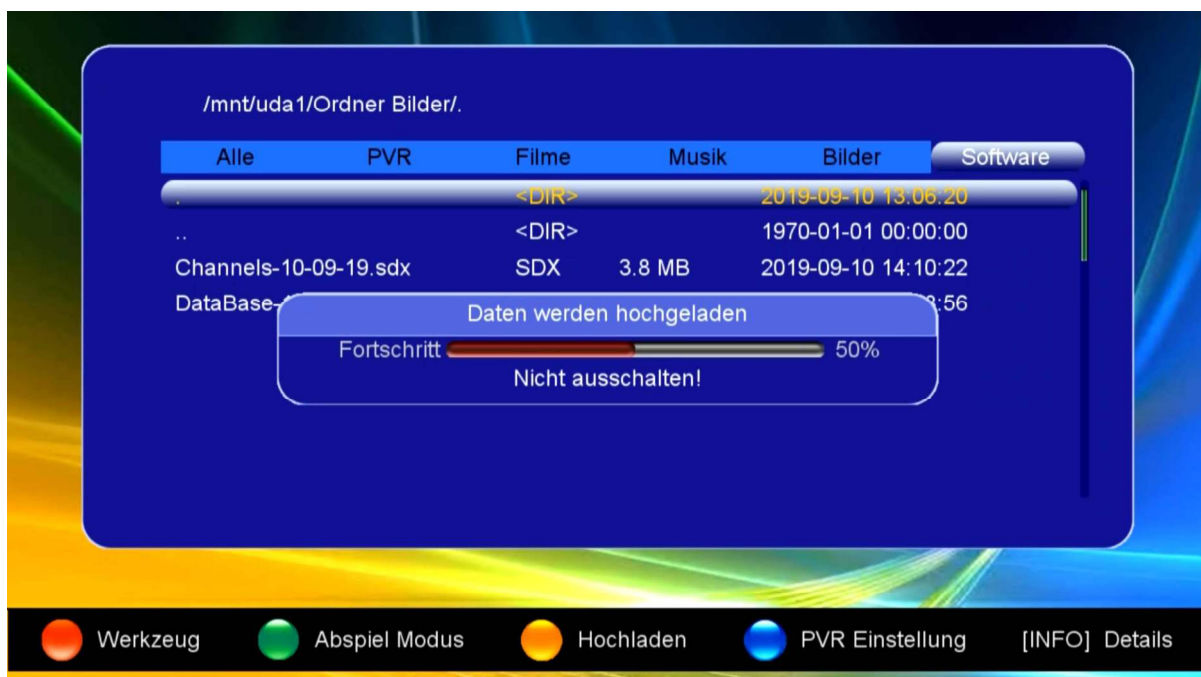 /mnt/uda1/Ordner Bilder/.
Alle PVR Filme Musik Bilder Software
. <DIR> 2019-09-10 13:06:20
.. <DIR> 1970-01-01 00:00:00
Channels-10-09-19.sdx SDX 3.8 MB 2019-09-10 14:10:22
DataBase- :56
Daten werden hochgeladen
Fortschritt 50%
Nicht ausschalten!
Werkzeug Abspiel Modus Hochladen PVR Einstellung [INFO] Details